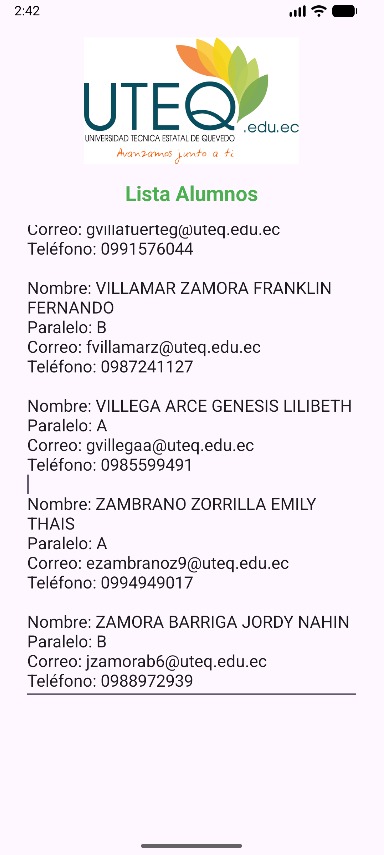 2:42
UTEQ
.edu.ec
UNIVERSIDAD TECNICA ESTATAL DE QUEVEDO
Avanzamos junto a ti
Lista Alumnos
Correo: gvillafuerteg@uteq.edu.ec
Teléfono: 0991576044
Nombre: VILLAMAR ZAMORA FRANKLIN
FERNANDO
Paralelo: B
Correo: fvillamarz@uteq.edu.ec
Teléfono: 0987241127
Nombre: VILLEGA ARCE GENESIS LILIBETH
Paralelo: A
Correo: gvillegaa@uteq.edu.ec
Teléfono: 0985599491
Nombre: ZAMBRANO ZORRILLA EMILY
THAIS
Paralelo: A
Correo: ezambranoz9@uteq.edu.ec
Teléfono: 0994949017
Nombre: ZAMORA BARRIGA JORDY NAHIN
Paralelo: B
Correo: jzamorab6@uteq.edu.ec
Teléfono: 0988972939